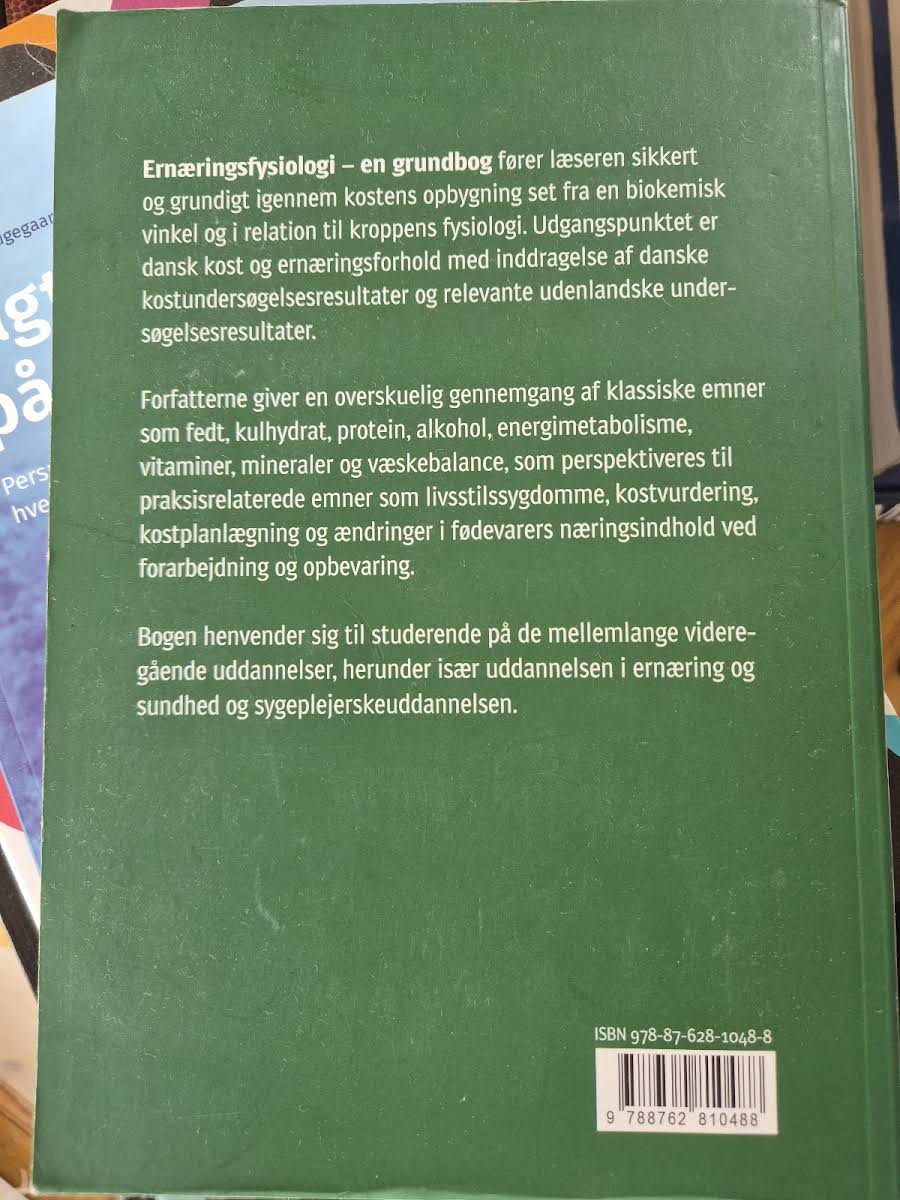 Ernæringsfysiologi – en grundbog fører læseren sikkert
og grundigt igennem kostens opbygning set fra en biokemisk
vinkel og i relation til kroppens fysiologi. Udgangspunktet er
dansk kost og ernæringsforhold med inddragelse af danske
kostundersøgelsesresultater og relevante udenlandske under-
søgelsesresultater.
Forfatterne giver en overskuelig gennemgang af klassiske emner
som fedt, kulhydrat, protein, alkohol, energimetabolisme,
vitaminer, mineraler og væskebalance, som perspektiveres til
praksisrelaterede emner som livsstilssygdomme, kostvurdering,
kostplanlægning og ændringer i fødevarers næringsindhold ved
forarbejdning og opbevaring.
Bogen henvender sig til studerende på de mellemlange videre-
gående uddannelser, herunder især uddannelsen i ernæring og
sundhed og sygeplejerskeuddannelsen.
ISBN 978-87-628-1048-8
9 788762 810488
på